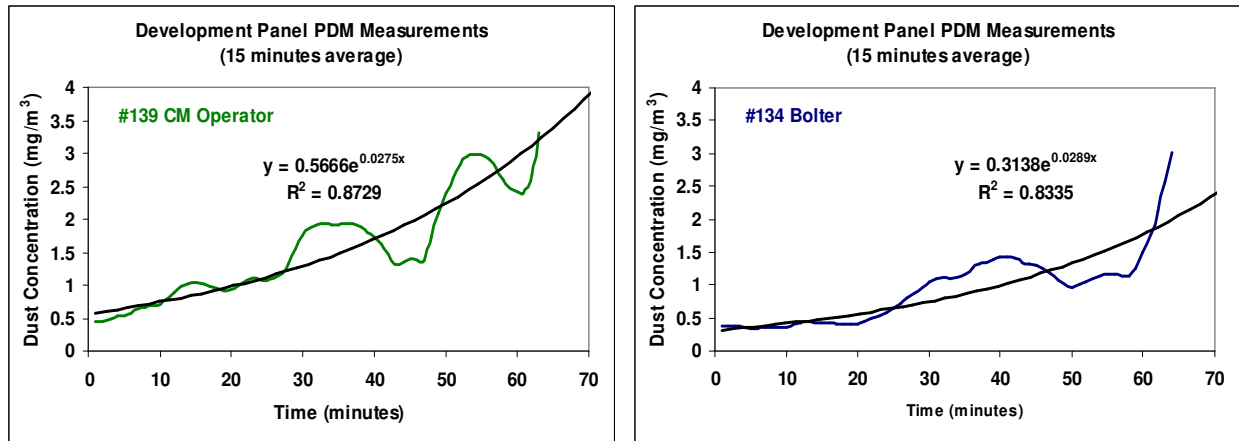 Development Panel PDM Measurements
(15 minutes average)
Dust Concentration (mg/m³)
4
3.5
3
2.5
2
1.5
1
0.5
0
#139 CM Operator
y = 0.5666e^0.0275x
R² = 0.8729
0 10 20 30 40 50 60 70
Time (minutes)
Development Panel PDM Measurements
(15 minutes average)
Dust Concentration (mg/m³)
4
3.5
3
2.5
2
1.5
1
0.5
0
#134 Bolter
y = 0.3138e^0.0289x
R² = 0.8335
0 10 20 30 40 50 60 70
Time (minutes)